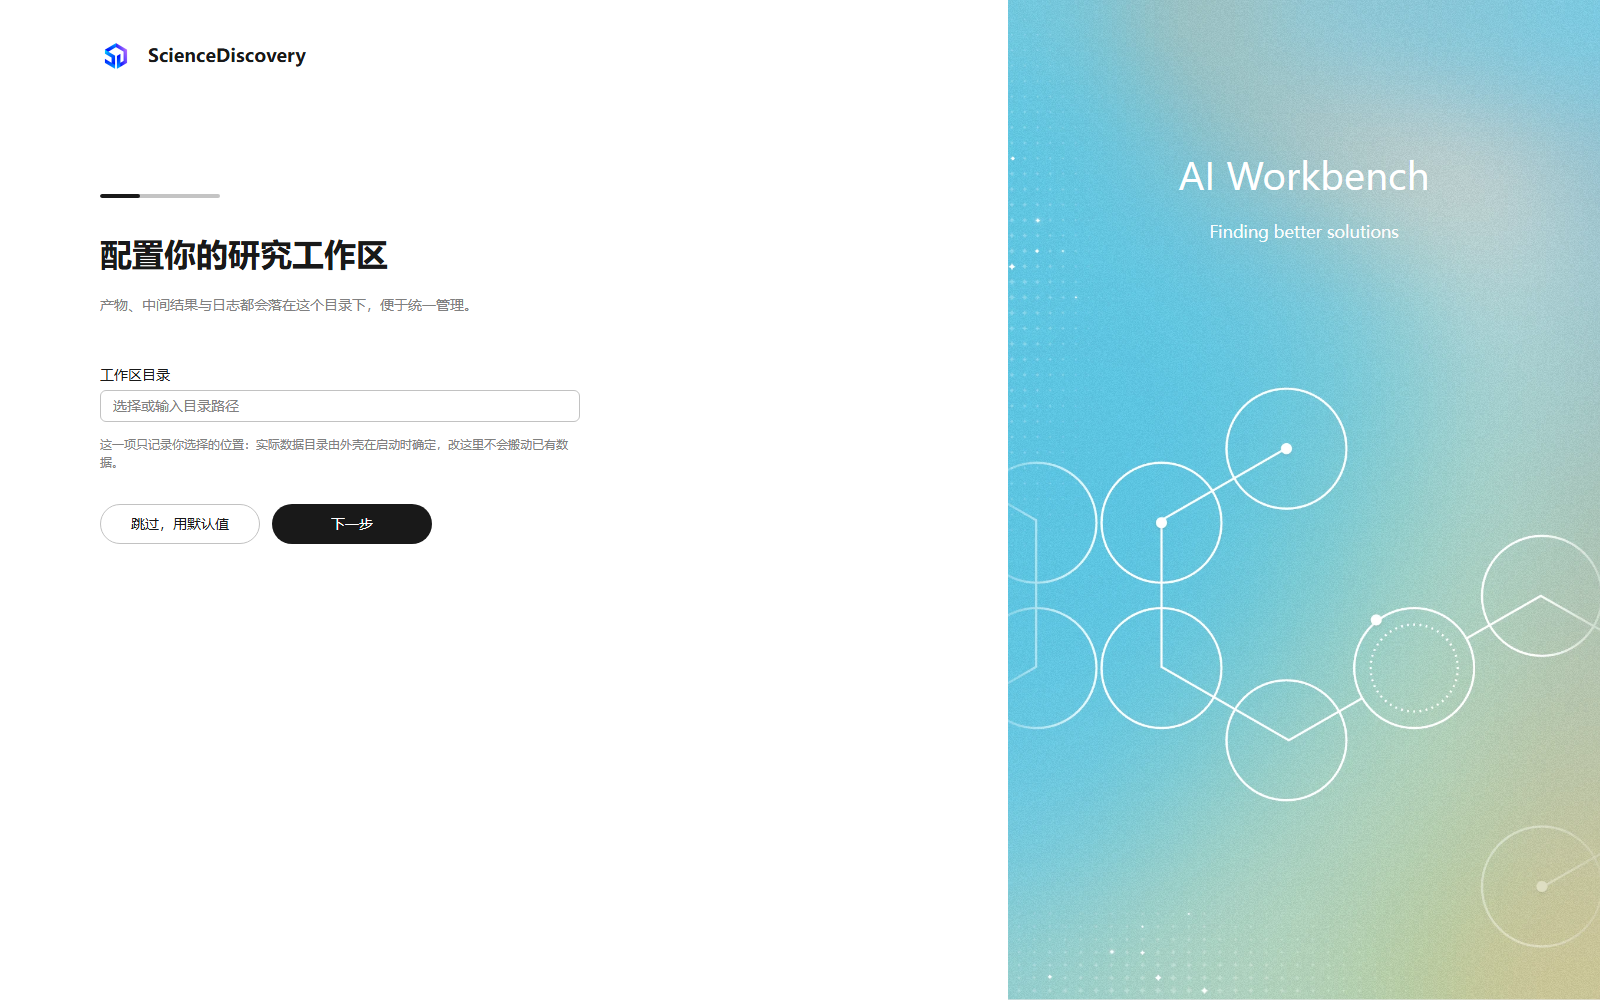 ScienceDiscovery
配置你的研究工作区
产物、中间结果与日志都会落在这个目录下，便于统一管理。
工作区目录
选择或输入目录路径
这一项只记录你选择的位置：实际数据目录由外壳在启动时确定，改这里不会搬动已有数
据。
跳过，用默认值
下一步
AI Workbench
Finding better solutions